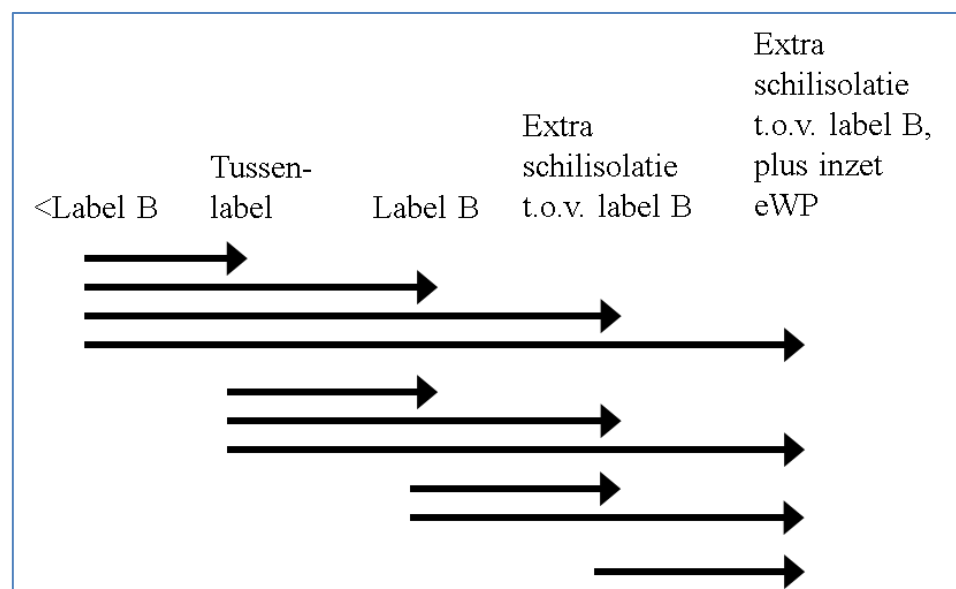 <Label B
Tussen-
label
Label B
Extra
schilisolatie
t.o.v. label B
Extra
schilisolatie
t.o.v. label B,
plus inzet
eWP